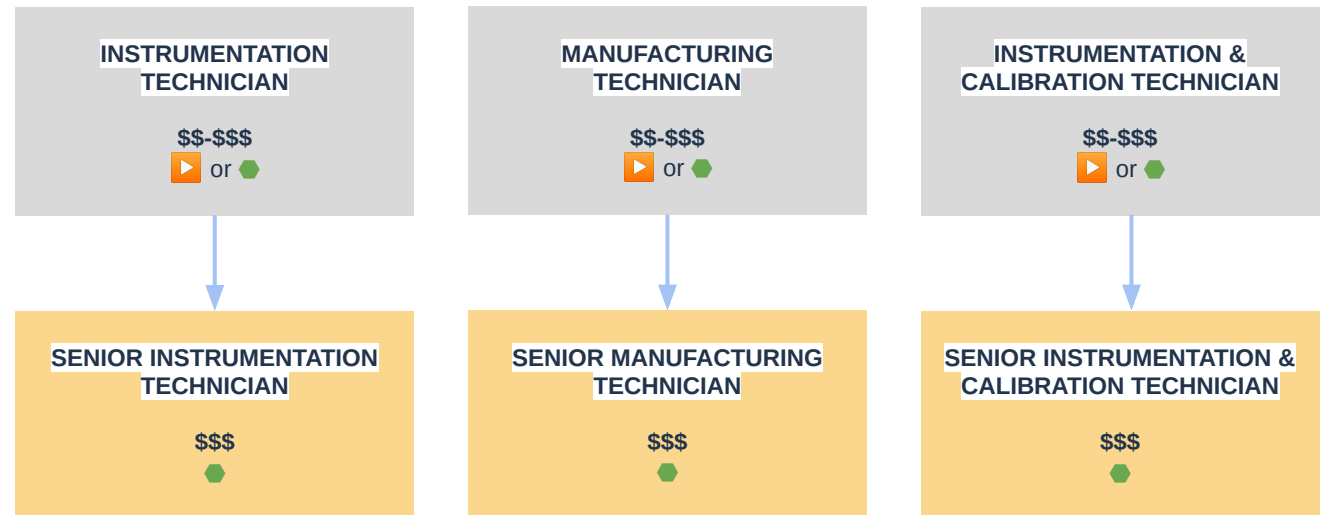 INSTRUMENTATION
TECHNICIAN
$$-$$$
or
MANUFACTURING
TECHNICIAN
$$-$$$
or
INSTRUMENTATION &
CALIBRATION TECHNICIAN
$$-$$$
or
SENIOR INSTRUMENTATION
TECHNICIAN
$$$
SENIOR MANUFACTURING
TECHNICIAN
$$$
SENIOR INSTRUMENTATION &
CALIBRATION TECHNICIAN
$$$